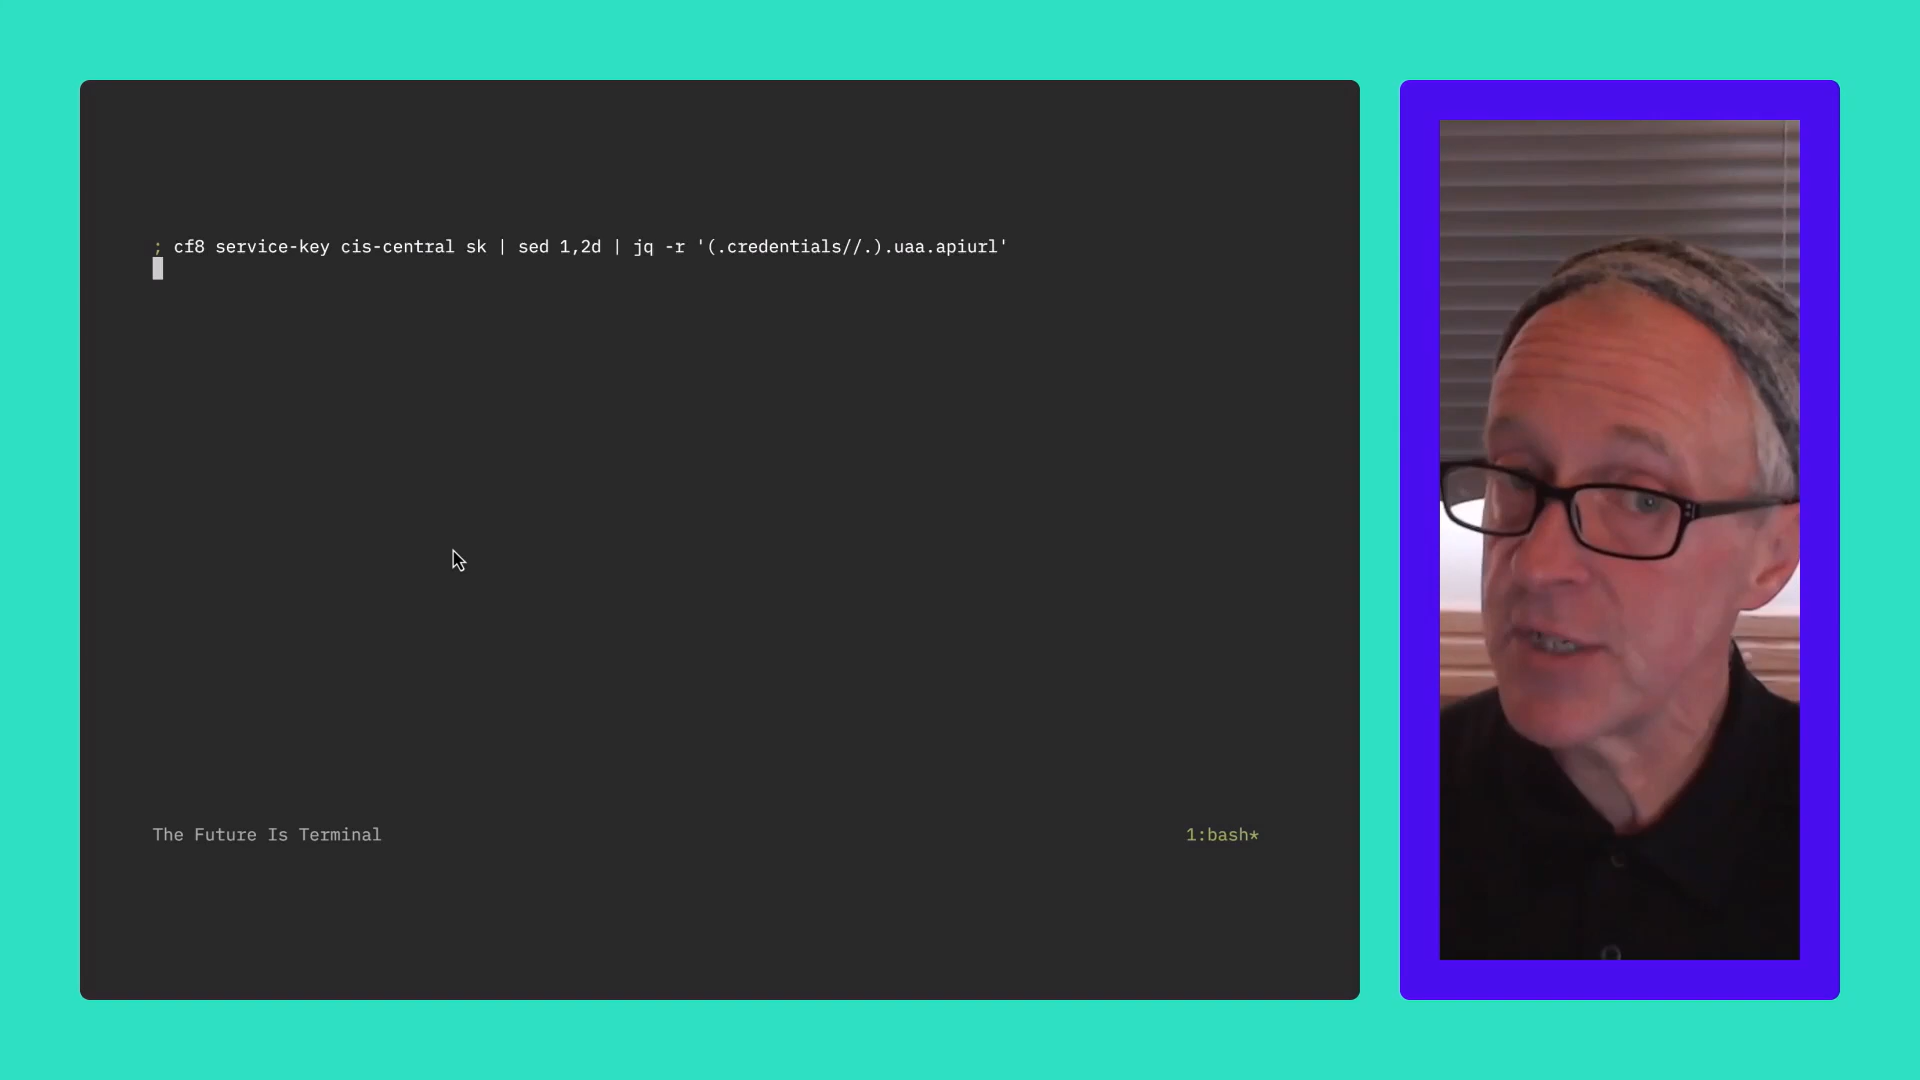 ; cf8 service-key cis-central sk | sed 1,2d | jq -r '(.credentials//.).uaa.apiurl'
The Future Is Terminal
1:bash*